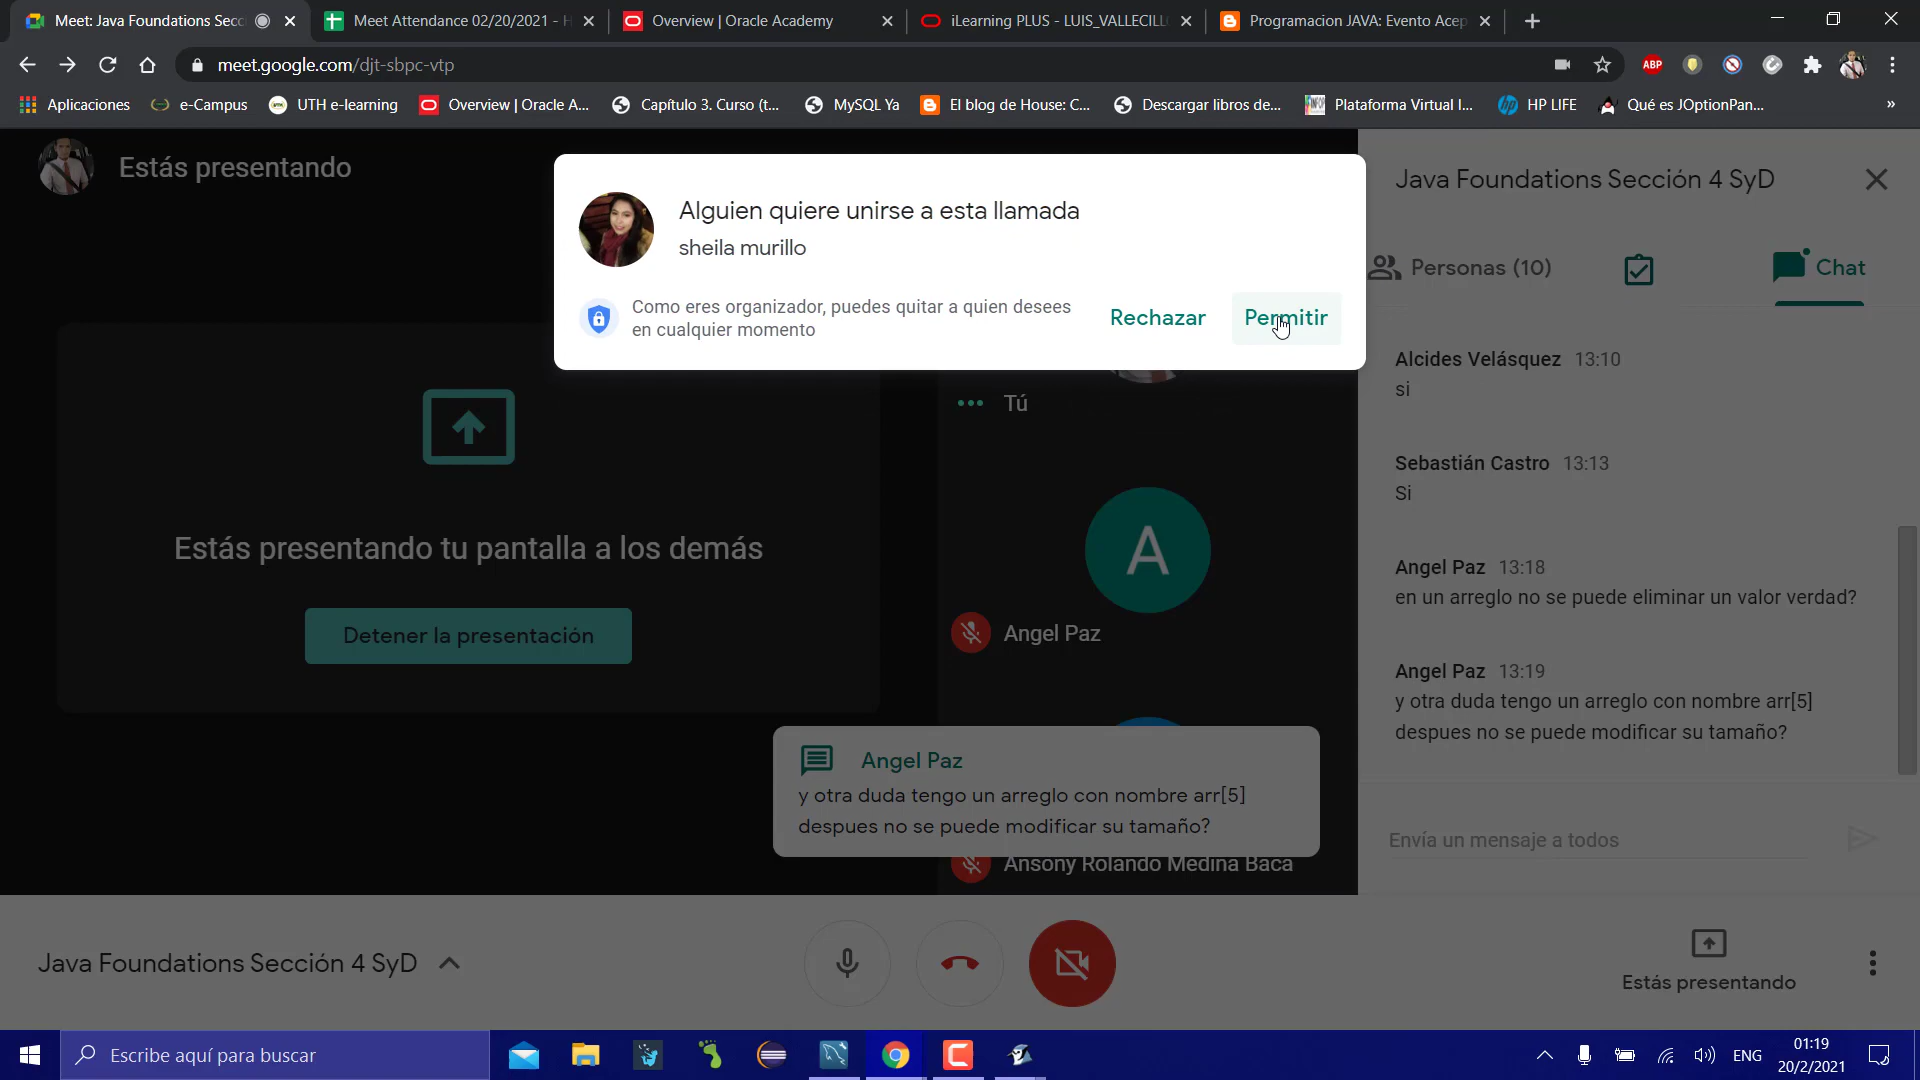 Meet: Java Foundations Secc
Meet Attendance 02/20/2021 - H
Overview | Oracle Academy
iLearning PLUS - LUIS_VALLECILL
Programacion JAVA: Evento Acep
meet.google.com/djt-sbpc-vtp
ABP
Aplicaciones
e-Campus
UTH e-learning
Overview | Oracle A...
Capítulo 3. Curso (t...
MySQL Ya
El blog de House: C...
Descargar libros de...
Plataforma Virtual I...
HP LIFE
Qué es JOptionPan...
»
Estás presentando
Alguien quiere unirse a esta llamada
sheila murillo
Como eres organizador, puedes quitar a quien desees
en cualquier momento
Rechazar
Permitir
Java Foundations Sección 4 SyD
Personas (10)
Chat
Tú
Alcides Velásquez 13:10
si
Sebastián Castro 13:13
Si
Angel Paz 13:18
en un arreglo no se puede eliminar un valor verdad?
Angel Paz 13:19
y otra duda tengo un arreglo con nombre arr[5]
despues no se puede modificar su tamaño?
Envía un mensaje a todos
Estás presentando tu pantalla a los demás
Detener la presentación
A
Angel Paz
Angel Paz
y otra duda tengo un arreglo con nombre arr[5]
despues no se puede modificar su tamaño?
Ansony Rolando Medina Baca
Java Foundations Sección 4 SyD
Estás presentando
Escribe aquí para buscar
ENG
01:19
20/2/2021